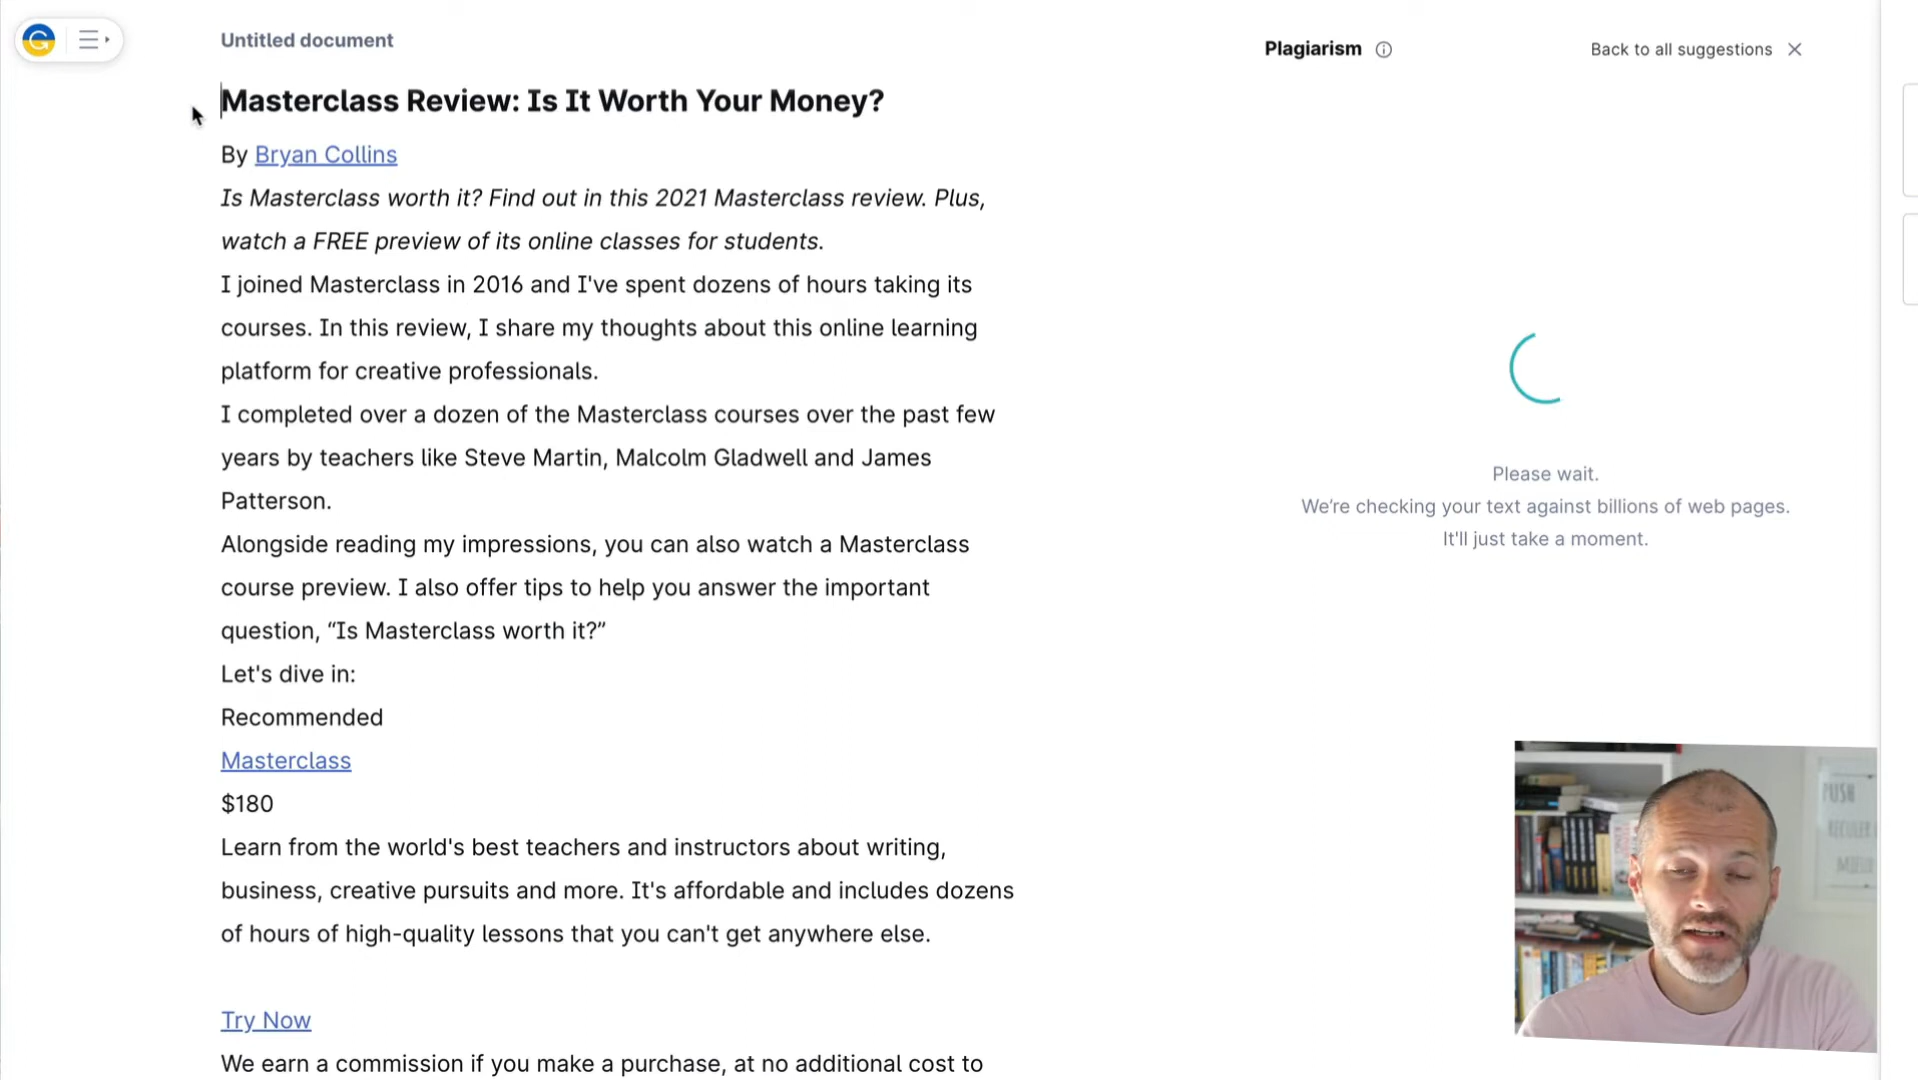 Untitled document
Plagiarism
Back to all suggestions
Masterclass Review: Is It Worth Your Money?
By Bryan Collins
Is Masterclass worth it? Find out in this 2021 Masterclass review. Plus,
watch a FREE preview of its online classes for students.
I joined Masterclass in 2016 and I've spent dozens of hours taking its
courses. In this review, I share my thoughts about this online learning
platform for creative professionals.
I completed over a dozen of the Masterclass courses over the past few
years by teachers like Steve Martin, Malcolm Gladwell and James
Patterson.
Alongside reading my impressions, you can also watch a Masterclass
course preview. I also offer tips to help you answer the important
question, “Is Masterclass worth it?”
Let's dive in:
Recommended
Masterclass
$180
Learn from the world's best teachers and instructors about writing,
business, creative pursuits and more. It's affordable and includes dozens
of hours of high-quality lessons that you can't get anywhere else.
Try Now
We earn a commission if you make a purchase, at no additional cost to
Please wait.
We’re checking your text against billions of web pages.
It'll just take a moment.
PUSH